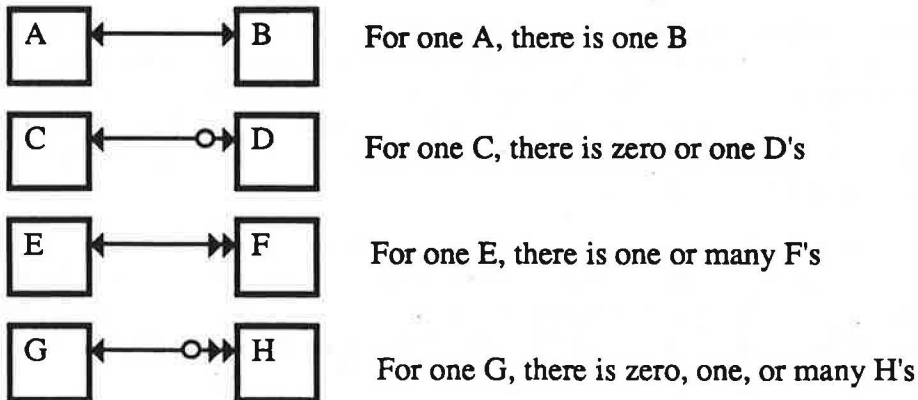 A B For one A, there is one B
C D For one C, there is zero or one D's
E F For one E, there is one or many F's
G H For one G, there is zero, one, or many H's